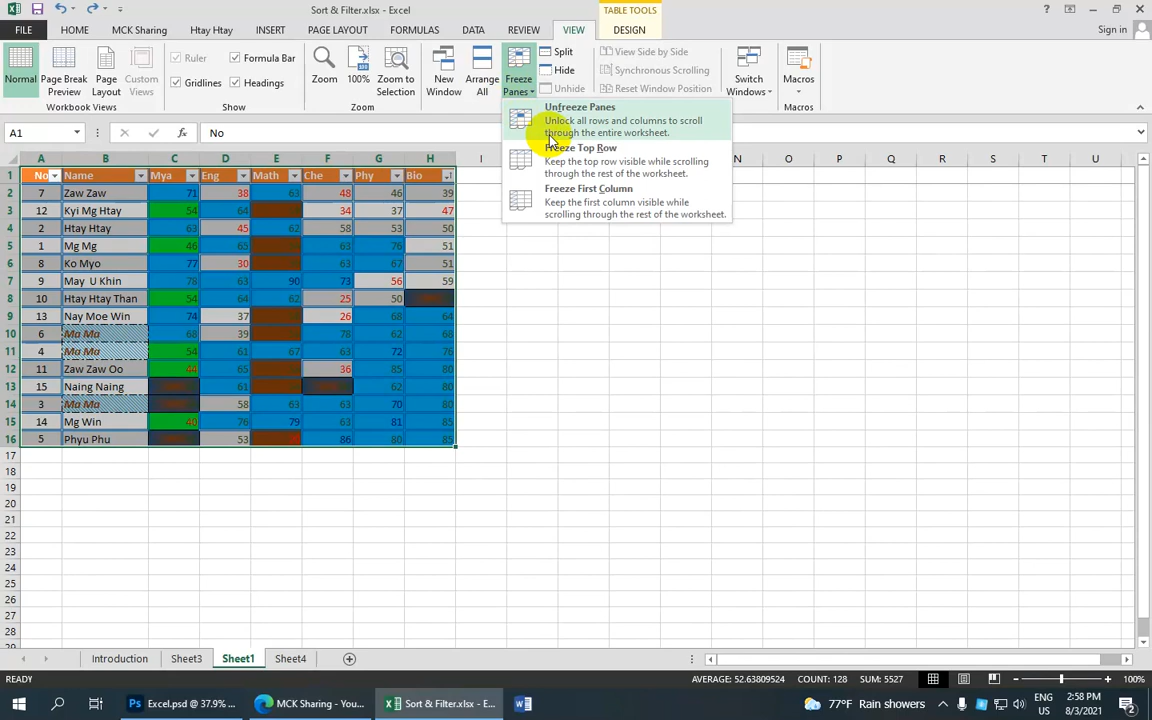 Sort & Filter.xlsx - Excel
TABLE TOOLS
FILE HOME MCK Sharing Htay Htay INSERT PAGE LAYOUT FORMULAS DATA REVIEW VIEW DESIGN Sign in
Normal Page Break Preview Page Layout Custom Views
Workbook Views
Ruler Formula Bar
Gridlines Headings
Show
Zoom 100% Zoom to Selection
Zoom
New Window Arrange All Freeze Panes
Split
Hide
Unhide
View Side by Side
Synchronous Scrolling
Reset Window Position
Switch Windows
Macros
Macros
Unfreeze Panes
Unlock all rows and columns to scroll
through the entire worksheet.
Freeze Top Row
Keep the top row visible while scrolling
through the rest of the worksheet.
Freeze First Column
Keep the first column visible while
scrolling through the rest of the worksheet.
A1 fx No
A B C D E F G H I N O P Q R S T U
1 No Name Mya Eng Math Che Phy Bio
2 7 Zaw Zaw 71 38 63 48 46 39
3 12 Kyi Mg Htay 54 64 34 37 47
4 2 Htay Htay 63 45 62 58 53 50
5 1 Mg Mg 46 65 63 76 51
6 8 Ko Myo 77 30 63 67 51
7 9 May U Khin 78 63 90 73 56 59
8 10 Htay Htay Than 54 64 62 25 50
9 13 Nay Moe Win 74 37 26 68 64
10 6 Ma Ma 68 39 78 62 68
11 4 Ma Ma 54 61 67 63 72 76
12 11 Zaw Zaw Oo 44 65 36 85 80
13 15 Naing Naing 61 62 80
14 3 Ma Ma 58 63 63 70 80
15 14 Mg Win 40 76 79 63 81 85
16 5 Phyu Phu 53 86 80 85
17
18
19
20
21
22
23
24
25
26
27
28
29
Introduction Sheet3 Sheet1 Sheet4
READY AVERAGE: 52.63809524 COUNT: 128 SUM: 5527 100%
Excel.psd @ 37.9% ... MCK Sharing - You... Sort & Filter.xlsx - E... 77°F Rain showers ENG US 2:58 PM 8/3/2021 2